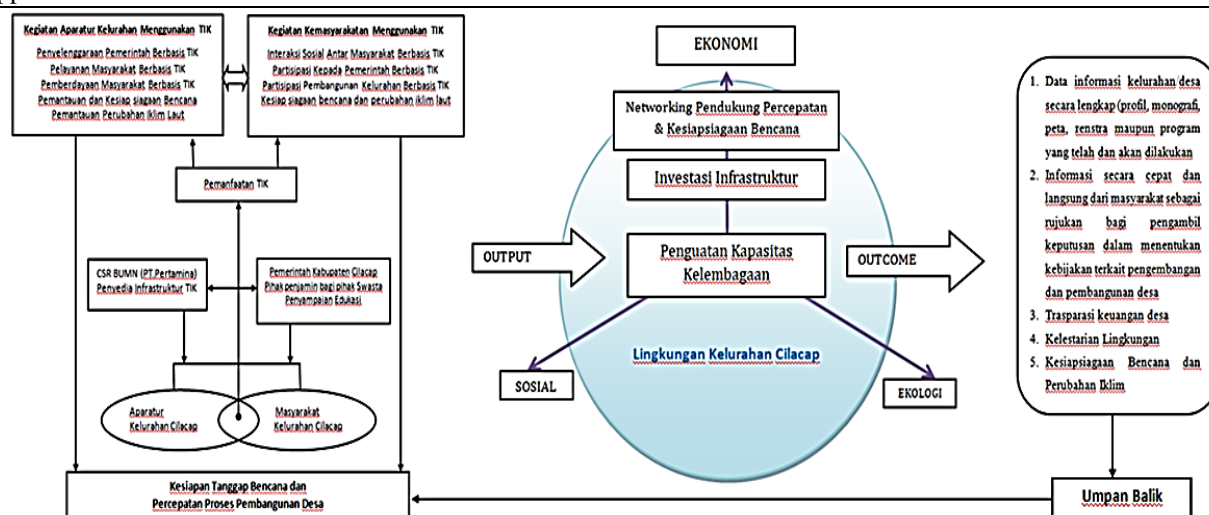 Kegiatan Aparatur Kelurahan Menggunakan TIK
Penyelenggaraan Pemerintah Berbasis TIK
Pelayanan Masyarakat Berbasis TIK
Pemberdayaan Masyarakat Berbasis TIK
Pemantauan dan Kesiap siagaan Bencana
Pemantauan Perubahan Iklim Laut
Kegiatan Kemasyarakatan Menggunakan TIK
Interaksi Sosial Antar Masyarakat Berbasis TIK
Partisipasi Kepada Pemerintah Berbasis TIK
Partisipasi Pembangunan Kelurahan Berbasis TIK
Kesiap siagaan bencana dan perubahan iklim laut
Pemanfaatan TIK
CSR BUMN (PT.Pertamina)
Penyedia Infrastruktur TIK
Pemerintah Kabupaten Cilacap
Pihak penjamin bagi pihak Swasta
Penyampaian Edukasi
Aparatur
Kelurahan Cilacap
Masyarakat
Kelurahan Cilacap
Kesiapan Tanggap Bencana dan
Percepatan Proses Pembangunan Desa
EKONOMI
Networking Pendukung Percepatan
& Kesiapsiagaan Bencana
Investasi Infrastruktur
OUTPUT
Penguatan Kapasitas
Kelembagaan
OUTCOME
Lingkungan Kelurahan Cilacap
SOSIAL
EKOLOGI
1. Data informasi kelurahan/desa
secara lengkap (profil, monografi,
peta, renstra maupun program
yang telah dan akan dilakukan
2. Informasi secara cepat dan
langsung dari masyarakat sebagai
rujukan bagi pengambil
keputusan dalam menentukan
kebijakan terkait pengembangan
dan pembangunan desa
3. Trasparasi keuangan desa
4. Kelestarian Lingkungan
5. Kesiapsiagaan Bencana dan
Perubahan Iklim
Umpan Balik